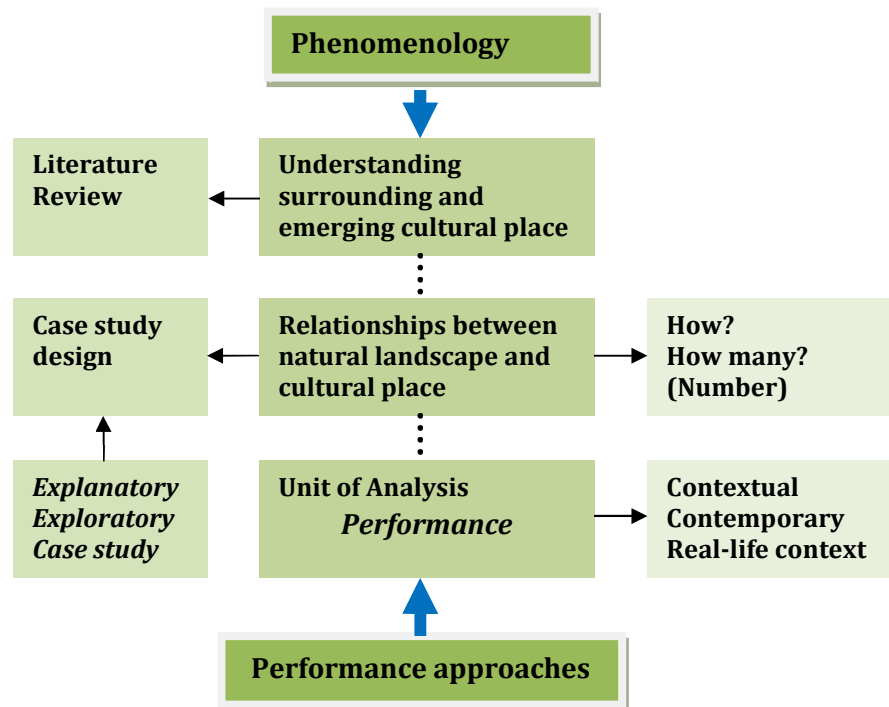 Phenomenology
Literature
Review
Understanding
surrounding and
emerging cultural place
Case study
design
Relationships between
natural landscape and
cultural place
How?
How many?
(Number)
Explanatory
Exploratory
Case study
Unit of Analysis
Performance
Contextual
Contemporary
Real-life context
Performance approaches